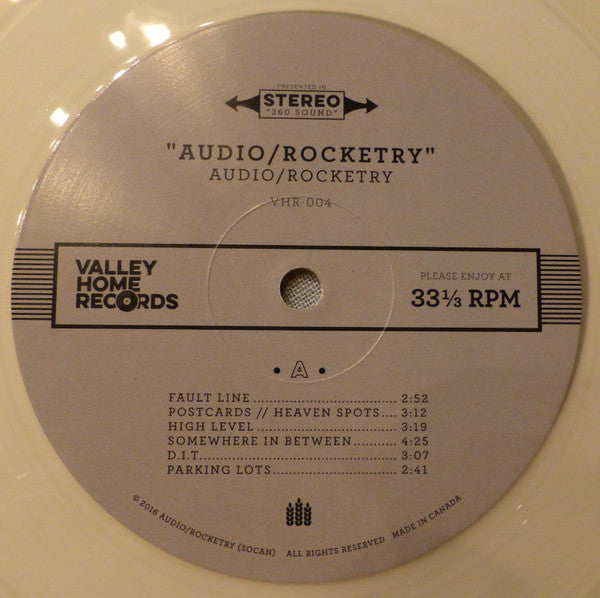 PRESENTED IN
STEREO
"360 SOUND"
"AUDIO/ROCKETRY"
AUDIO/ROCKETRY
VHR-004
VALLEY
HOME
RECORDS
PLEASE ENJOY AT
33⅓ RPM
• A •
FAULT LINE ................................ 2:52
POSTCARDS // HEAVEN SPOTS .... 3:12
HIGH LEVEL ............................... 3:19
SOMEWHERE IN BETWEEN .......... 4:25
D.I.T. ........................................... 3:07
PARKING LOTS ............................ 2:41
© 2016 AUDIO/ROCKETRY (SOCAN) ALL RIGHTS RESERVED MADE IN CANADA